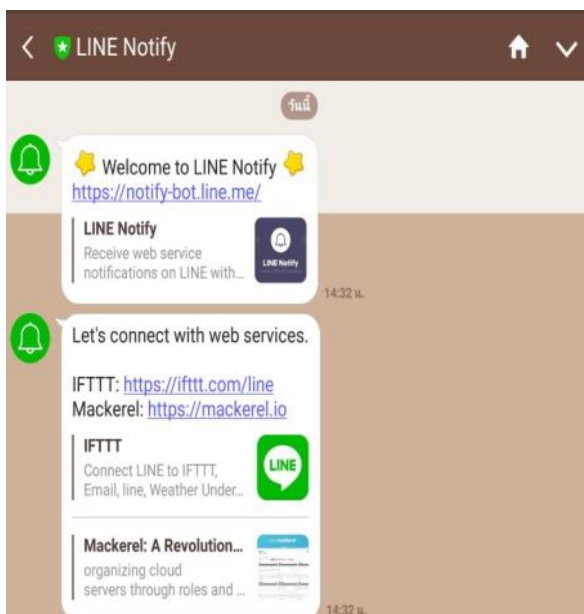 LINE Notify
วันนี้
Welcome to LINE Notify
https://notify-bot.line.me/
LINE Notify
Receive web service
notifications on LINE with...
LINE Notify
14:32 น.
Let's connect with web services.
IFTTT: https://ifttt.com/line
Mackerel: https://mackerel.io
IFTTT
Connect LINE to IFTTT,
Email, line, Weather Under...
LINE
Mackerel: A Revolution...
organizing cloud
servers through roles and ...
14:32 น.